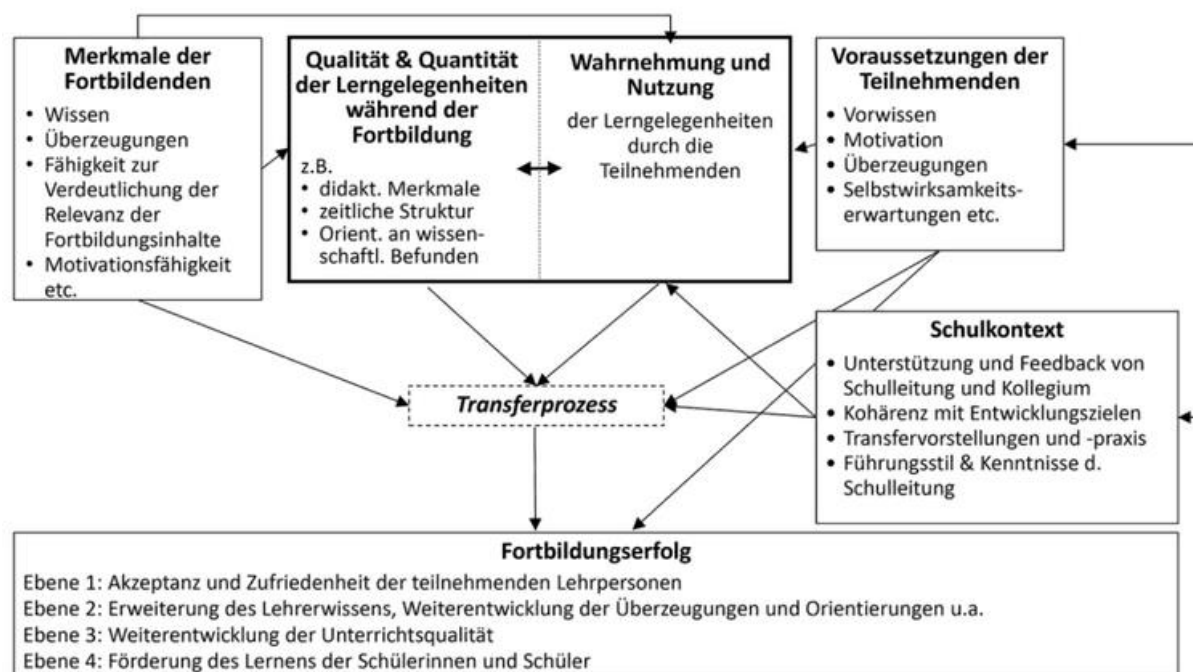 Merkmale der
Fortbildenden
• Wissen
• Überzeugungen
• Fähigkeit zur
Verdeutlichung der
Relevanz der
Fortbildungsinhalte
• Motivationsfähigkeit
etc.
Qualität & Quantität
der Lerngelegenheiten
während der
Fortbildung
z.B.
• didakt. Merkmale
• zeitliche Struktur
• Orient. an wissen-
schaftl. Befunden
Wahrnehmung und
Nutzung
der Lerngelegenheiten
durch die
Teilnehmenden
Voraussetzungen der
Teilnehmenden
• Vorwissen
• Motivation
• Überzeugungen
• Selbstwirksamkeits-
erwartungen etc.
Transferprozess
Schulkontext
• Unterstützung und Feedback von
Schulleitung und Kollegium
• Kohärenz mit Entwicklungszielen
• Transfervorstellungen und -praxis
• Führungsstil & Kenntnisse d.
Schulleitung
Fortbildungserfolg
Ebene 1: Akzeptanz und Zufriedenheit der teilnehmenden Lehrpersonen
Ebene 2: Erweiterung des Lehrerwissens, Weiterentwicklung der Überzeugungen und Orientierungen u.a.
Ebene 3: Weiterentwicklung der Unterrichtsqualität
Ebene 4: Förderung des Lernens der Schülerinnen und Schüler